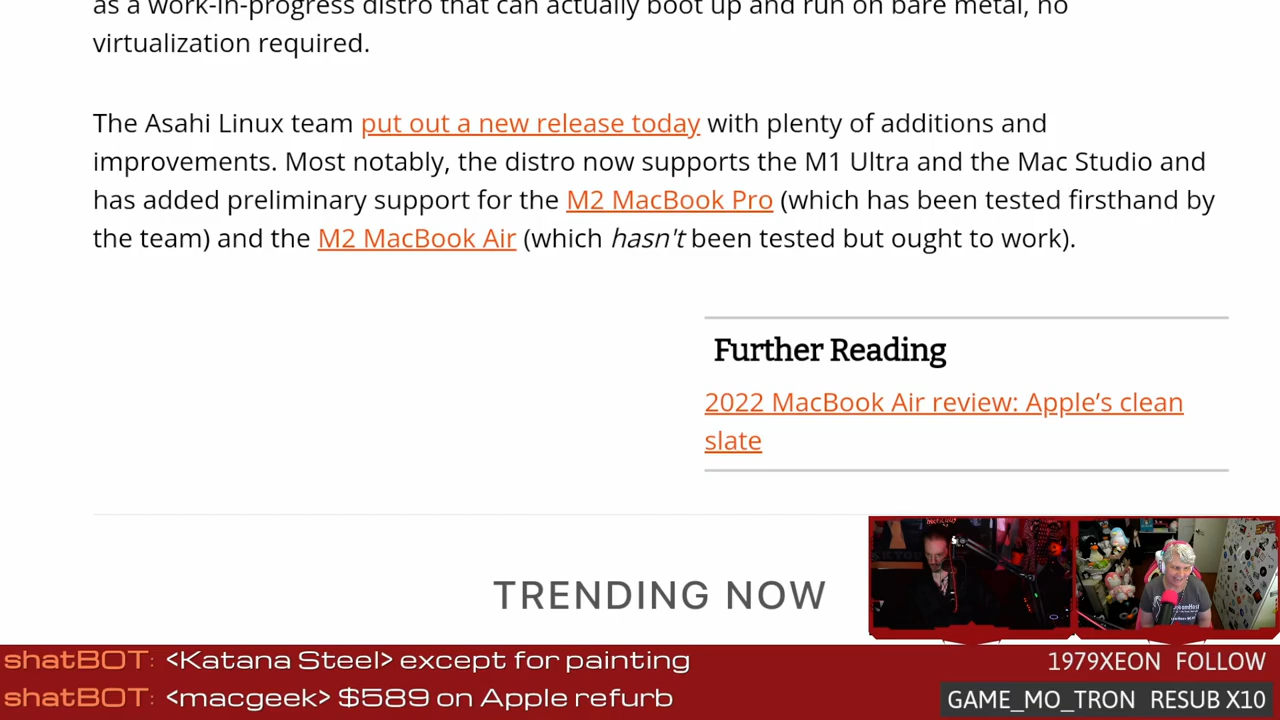 as a work-in-progress distro that can actually boot up and run on bare metal, no
virtualization required.
The Asahi Linux team put out a new release today with plenty of additions and
improvements. Most notably, the distro now supports the M1 Ultra and the Mac Studio and
has added preliminary support for the M2 MacBook Pro (which has been tested firsthand by
the team) and the M2 MacBook Air (which hasn't been tested but ought to work).
Further Reading
2022 MacBook Air review: Apple’s clean
slate
TRENDING NOW
shatBOT: <Katana Steel> except for painting
shatBOT: <macgeek> $589 on Apple refurb
1979XEON FOLLOW
GAME_MO_TRON RESUB X10